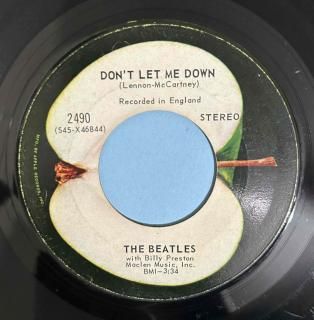 DON'T LET ME DOWN
(Lennon-McCartney)
Recorded in England
2490
STEREO
(S45-X46844)
THE BEATLES
with Billy Preston
Maclen Music, Inc.
BMI-3:34